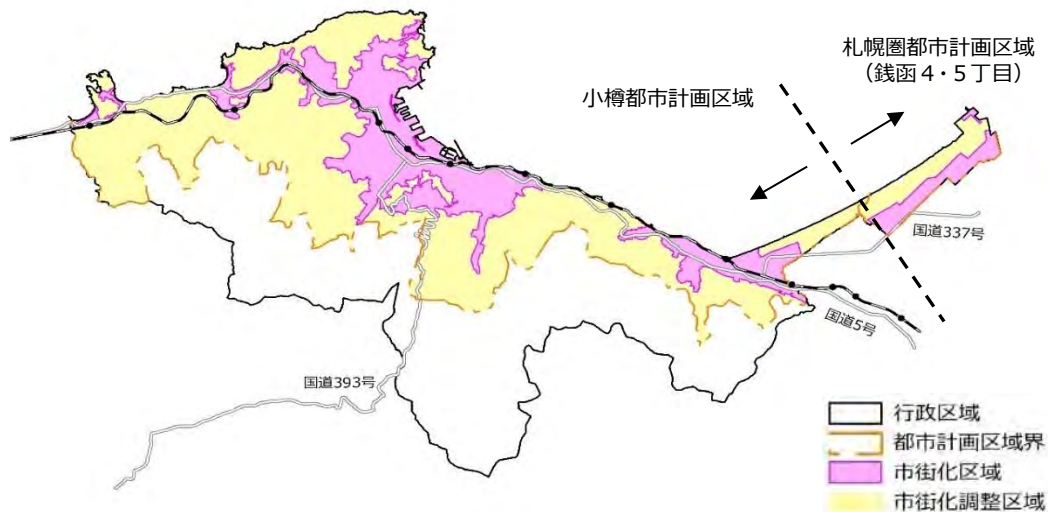 札幌圏都市計画区域
(銭函4・5丁目)
小樽都市計画区域
国道337号
国道5号
国道393号
行政区域
都市計画区域界
市街化区域
市街化調整区域